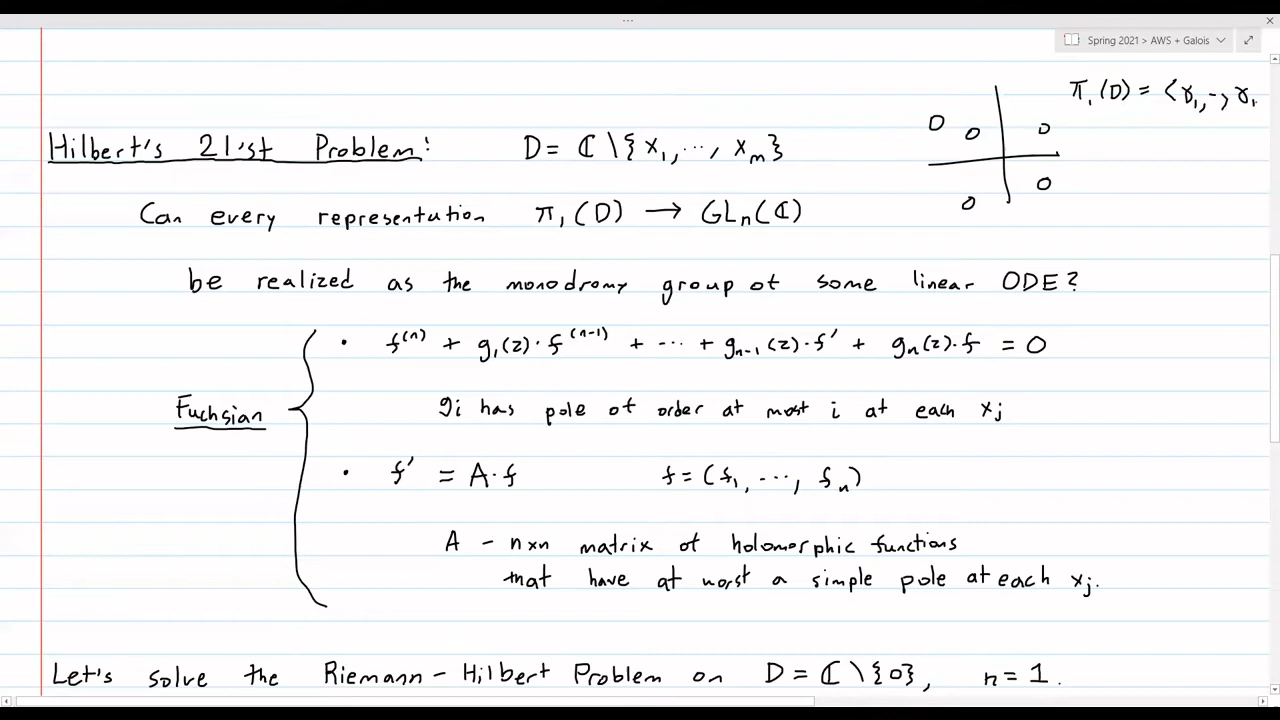 Spring 2021 > AWS + Galois
π₁(D) = ⟨γ₁, ..., γ₁
Hilbert's 21'st Problem: D = ℂ \ {x₁, ..., xₘ}
Can every representation π₁(D) → GLₙ(ℂ)
be realized as the monodromy group of some linear ODE?
• f⁽ⁿ⁾ + g₁(z)·f⁽ⁿ⁻¹⁾ + ... + gₙ₋₁(z)·f' + gₙ(z)·f = 0
Fuchsian
gi has pole of order at most i at each xj
• f' = A·f f = (f₁, ..., fₙ)
A - n×n matrix of holomorphic functions
that have at worst a simple pole at each xj.
Let's solve the Riemann-Hilbert Problem on D = ℂ \ {0}, n = 1.